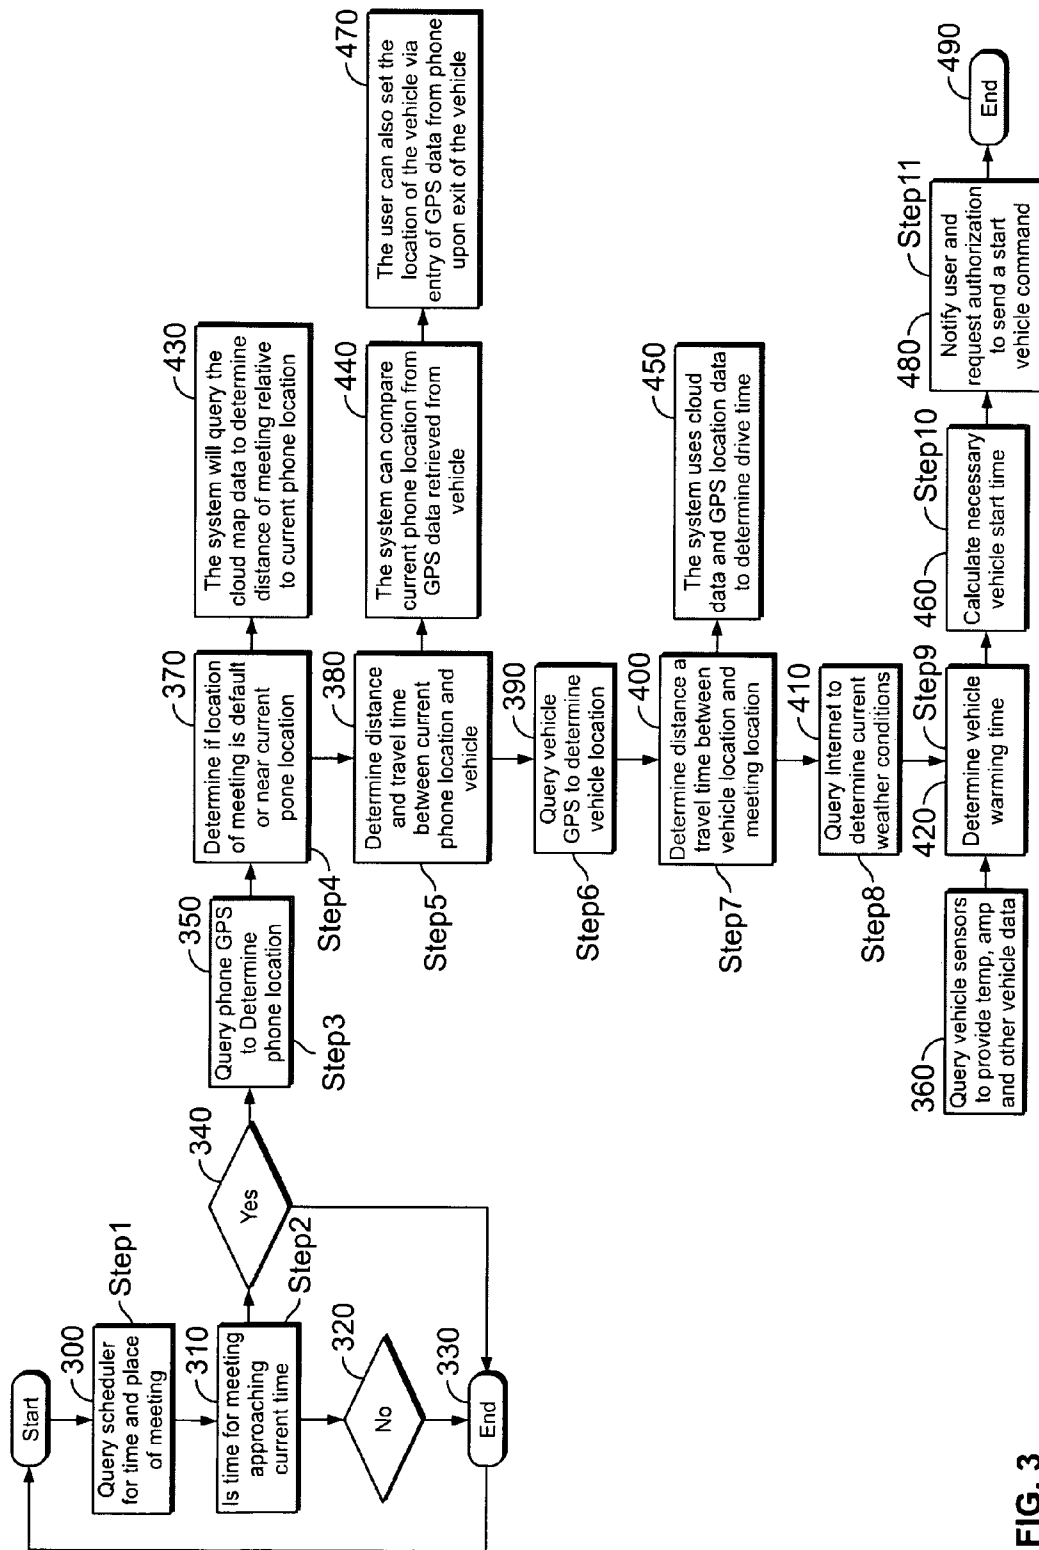 Start
300
Step1
Query scheduler
for time and place
of meeting
310
Step2
Is time for meeting
approaching
current time
320
No
330
End
340
Yes
350
Query phone GPS
to Determine
phone location
Step3
370
Determine if location
of meeting is default
or near current
pone location
Step4
430
The system will query the
cloud map data to determine
distance of meeting relative
to current phone location
380
Determine distance
and travel time
between current
phone location and
vehicle
Step5
440
The system can compare
current phone location from
GPS data retrieved from
vehicle
470
The user can also set the
location of the vehicle via
entry of GPS data from phone
upon exit of the vehicle
390
Query vehicle
GPS to determine
vehicle location
Step6
400
Determine distance a
travel time between
vehicle location and
meeting location
Step7
450
The system uses cloud
data and GPS location data
to determine drive time
410
Query Internet to
determine current
weather conditions
Step8
360
Query vehicle sensors
to provide temp, amp
and other vehicle data
420
Step9
Determine vehicle
warming time
460
Step10
Calculate necessary
vehicle start time
480
Step11
Notify user and
request authorization
to send a start
vehicle command
490
End
FIG. 3